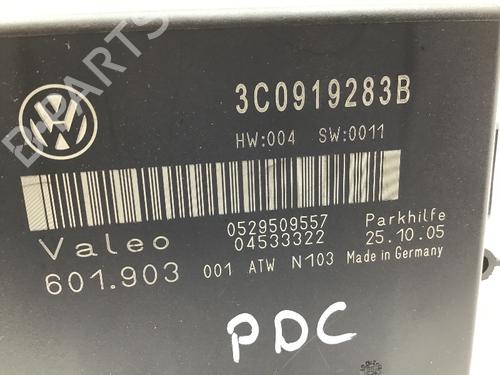 B-PARTS
3C0919283B
HW:004 SW:0011
Valeo
0529509557
04533322
Parkhilfe
25.10.05
601.903 001 ATW N103 Made in Germany
PDC